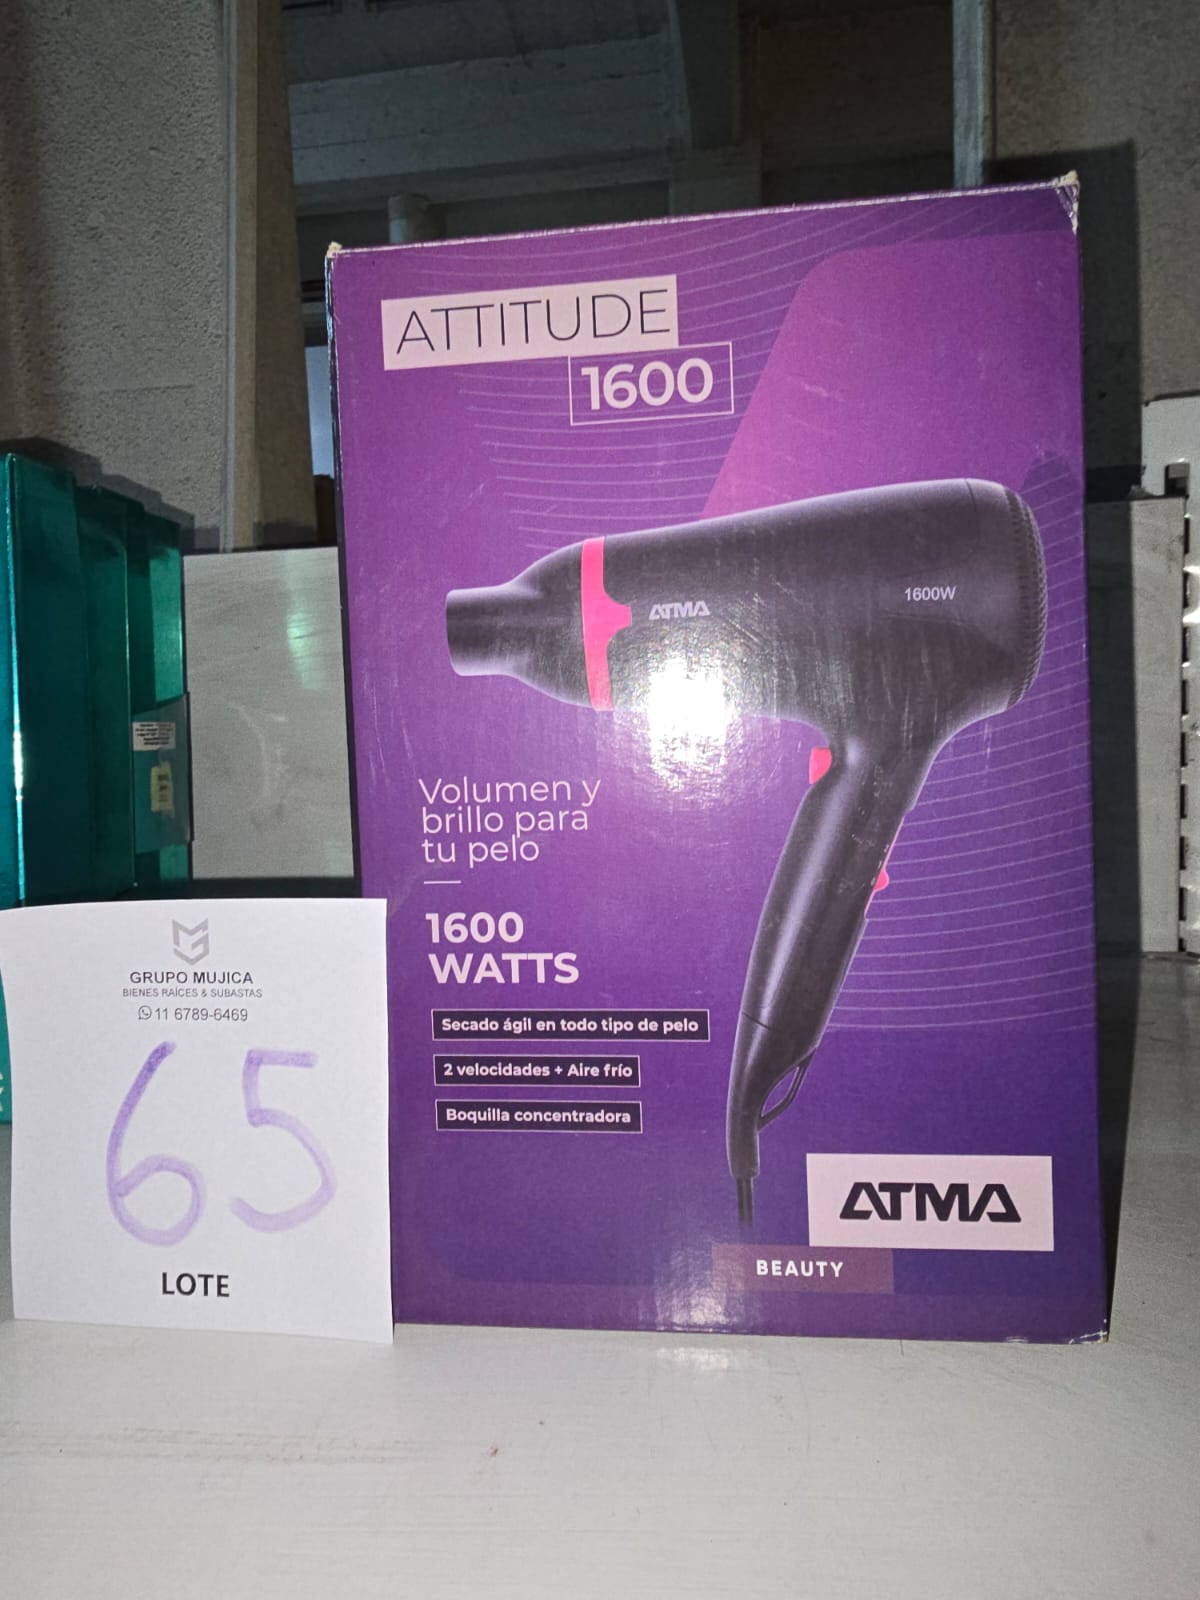 ATTITUDE
1600
ATMA
1600W
Volumen y
brillo para
tu pelo
1600
WATTS
Secado ágil en todo tipo de pelo
2 velocidades + Aire frío
Boquilla concentradora
ATMA
BEAUTY
GRUPO MUJICA
BIENES RAÍCES & SUBASTAS
11 6789-6469
65
LOTE